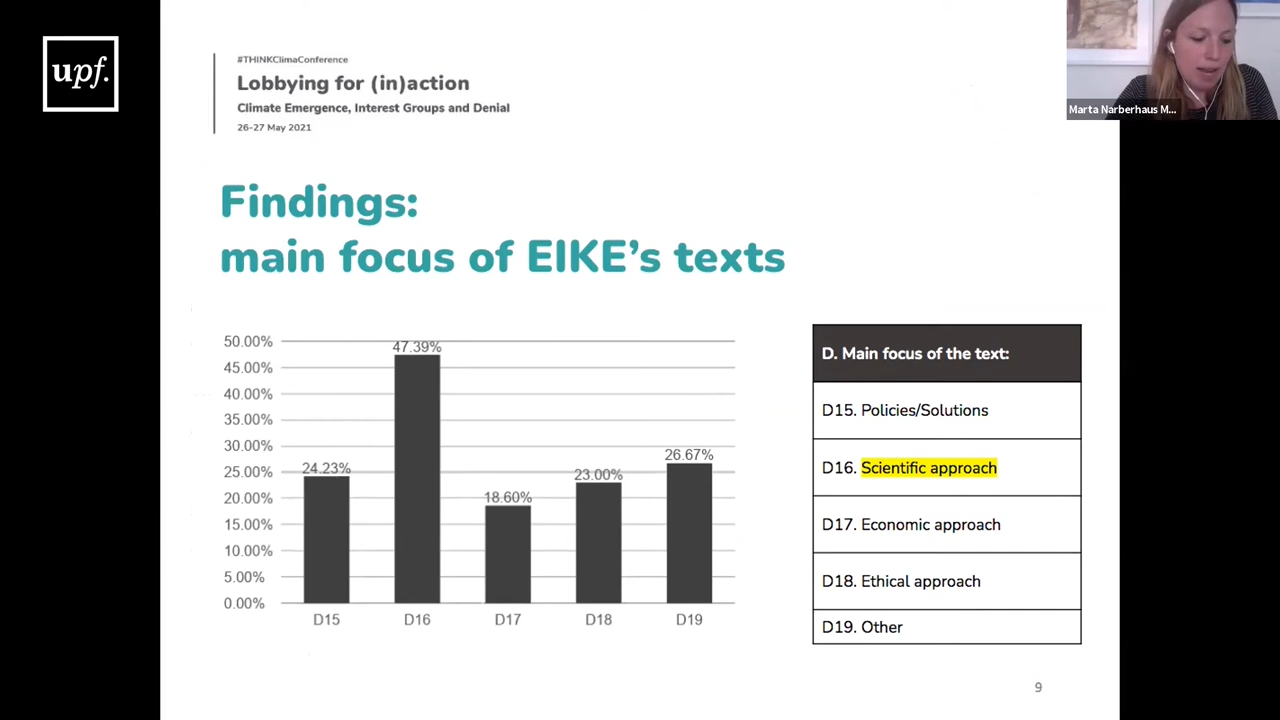 upf.
#THINKClimaConference
Lobbying for (in)action
Climate Emergence, Interest Groups and Denial
26-27 May 2021
Marta Narberhaus M...
Findings:
main focus of EIKE's texts
50.00%
45.00%
40.00%
35.00%
30.00%
25.00%
20.00%
15.00%
10.00%
5.00%
0.00%
24.23%
47.39%
18.60%
23.00%
26.67%
D15
D16
D17
D18
D19
D. Main focus of the text:
D15. Policies/Solutions
D16. Scientific approach
D17. Economic approach
D18. Ethical approach
D19. Other
9